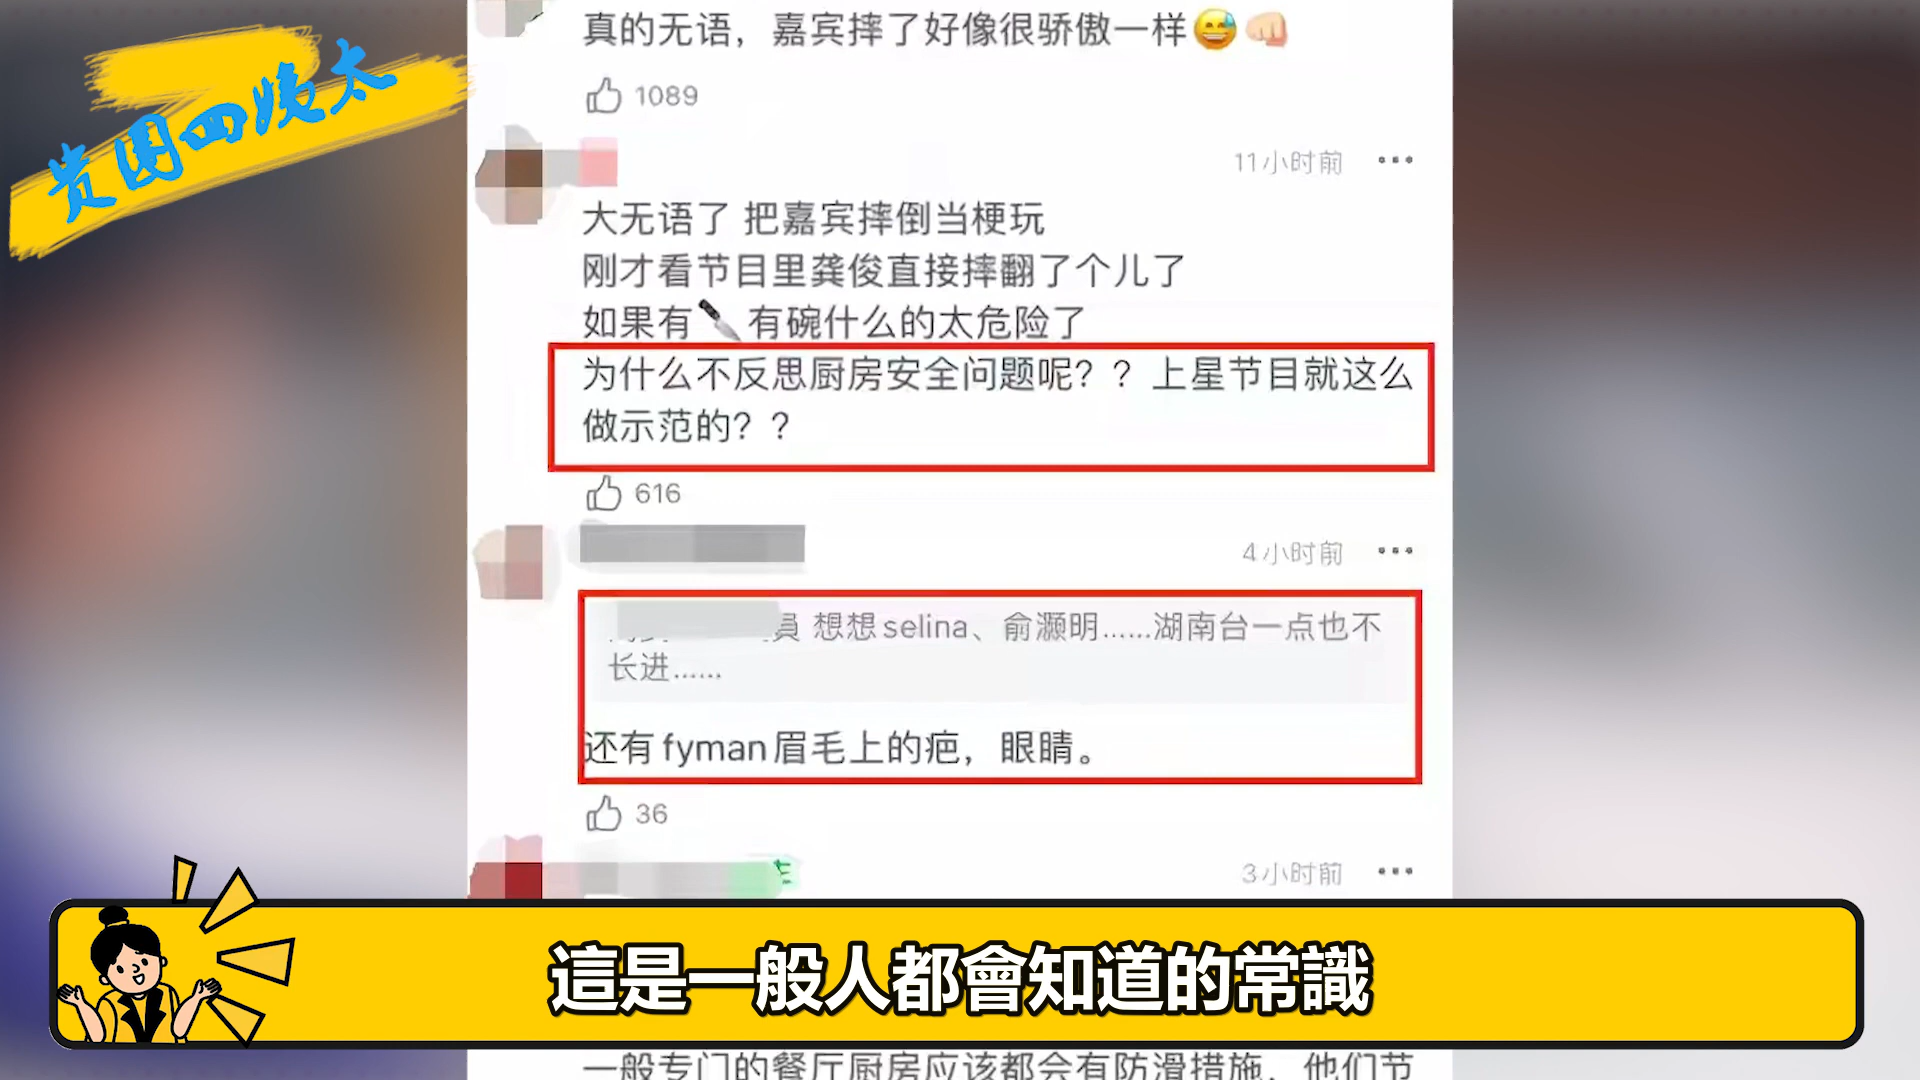 贵圈四姨太
真的无语，嘉宾摔了好像很骄傲一样😅👊
1089
11小时前
大无语了 把嘉宾摔倒当梗玩
刚才看节目里龚俊直接摔翻了个儿了
如果有🔪有碗什么的太危险了
为什么不反思厨房安全问题呢？？上星节目就这么
做示范的？？
616
4小时前
員 想想selina、俞灏明……湖南台一点也不
长进……
还有fyman眉毛上的疤，眼睛。
36
3小时前
這是一般人都會知道的常識
一般专门的餐厅厨房应该都会有防滑措施，他们节